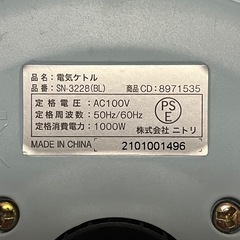 品名：電気ケトル
品番：SN-3228(BL) 商品CD：8971535
定格電圧：AC100V
定格周波数：50Hz/60Hz
定格消費電力：1000W
PS
E
株式会社 ニトリ
MADE IN CHINA
2101001496